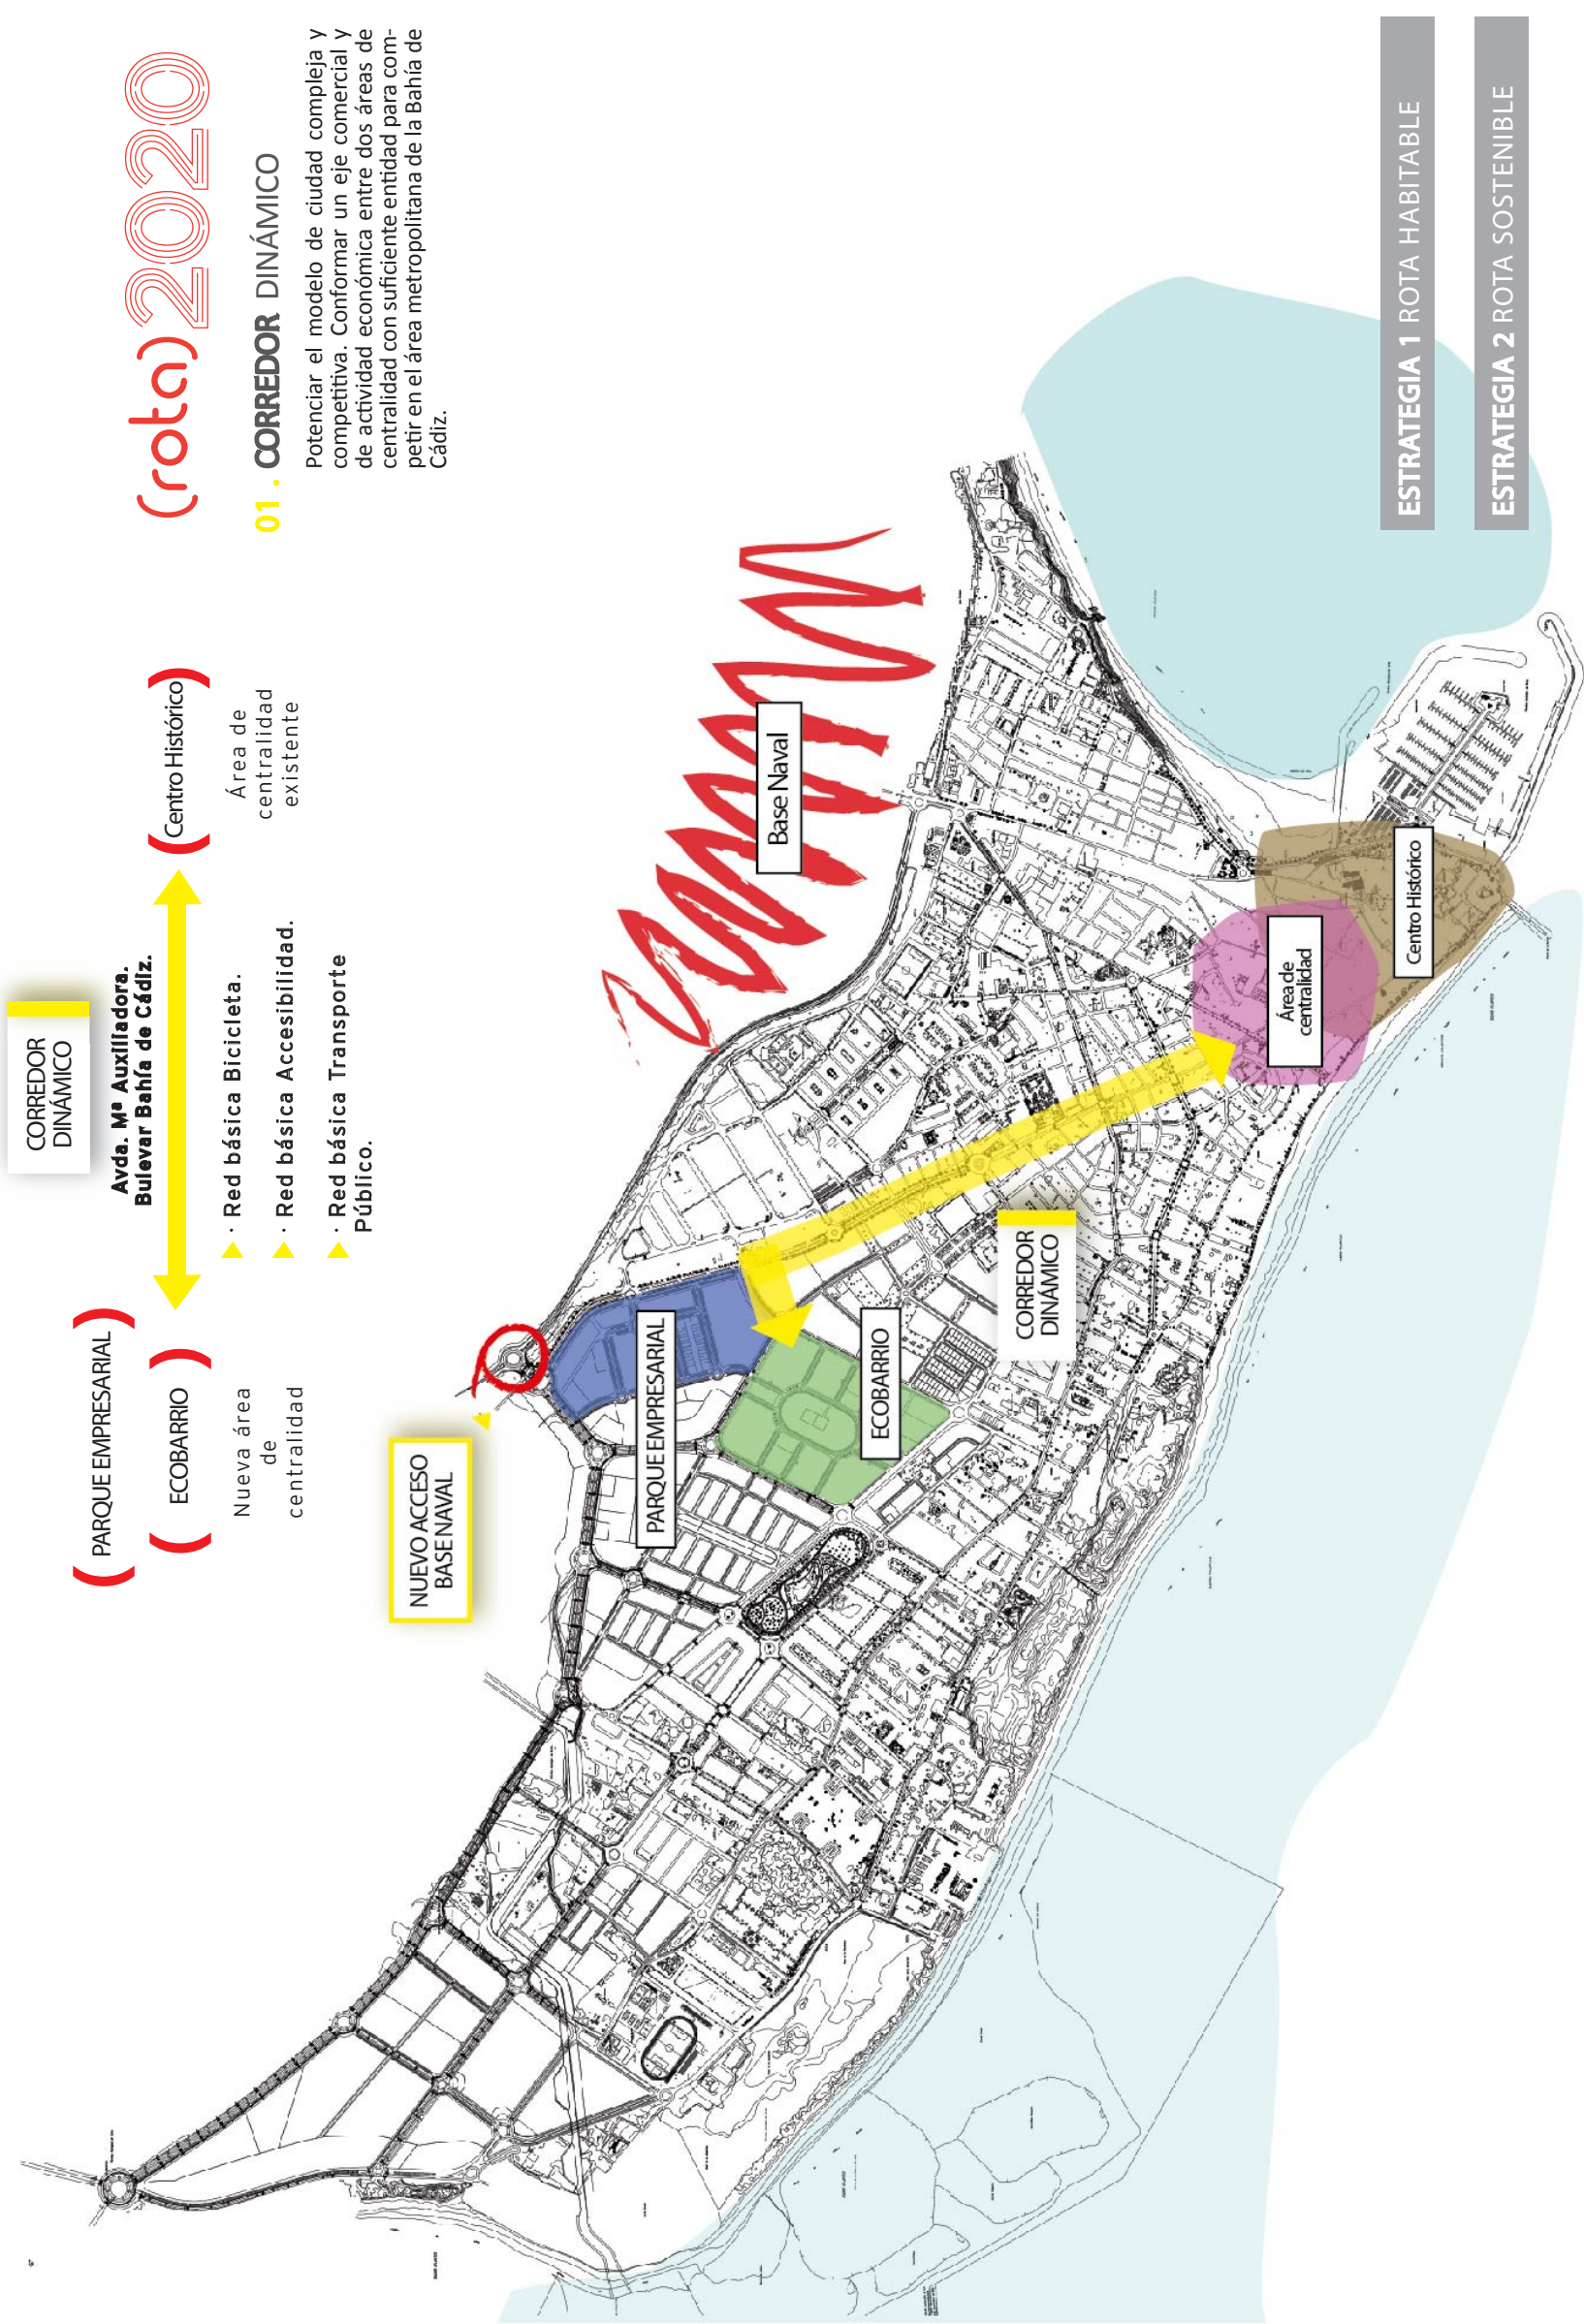 CORREDOR
DINÁMICO
(PARQUE EMPRESARIAL)
(ECOBARRIO)
Nueva área
de
centralidad
Avda. Mª Auxiliadora.
Bulevar Bahía de Cádiz.
· Red básica Bicicleta.
· Red básica Accesibilidad.
· Red básica Transporte
Público.
(Centro Histórico)
Área de
centralidad
existente
(rota)2020
01. CORREDOR DINÁMICO
Potenciar el modelo de ciudad compleja y
competitiva. Conformar un eje comercial y
de actividad económica entre dos áreas de
centralidad con suficiente entidad para com-
petir en el área metropolitana de la Bahía de
Cádiz.
NUEVO ACCESO
BASE NAVAL
PARQUE EMPRESARIAL
Base Naval
ECOBARRIO
CORREDOR
DINÁMICO
Área de
centralidad
Centro Histórico
ESTRATEGIA 1 ROTA HABITABLE
ESTRATEGIA 2 ROTA SOSTENIBLE